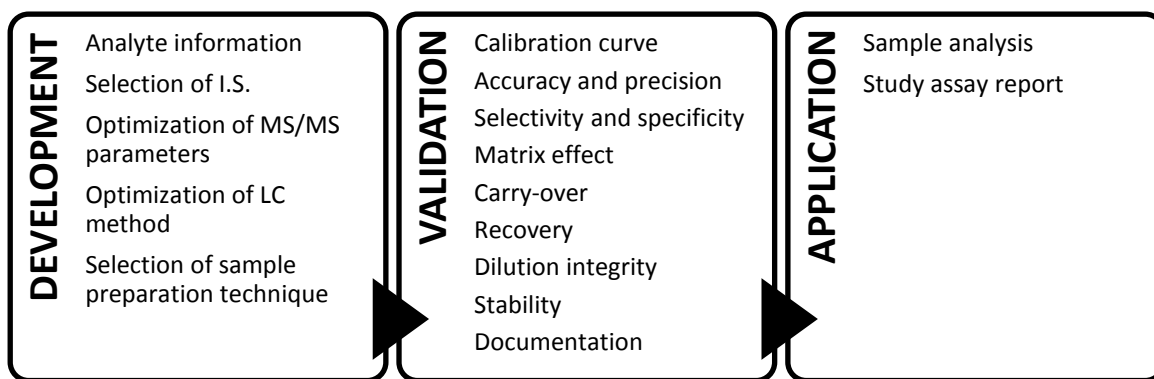 DEVELOPMENT
Analyte information
Selection of I.S.
Optimization of MS/MS
parameters
Optimization of LC
method
Selection of sample
preparation technique
VALIDATION
Calibration curve
Accuracy and precision
Selectivity and specificity
Matrix effect
Carry-over
Recovery
Dilution integrity
Stability
Documentation
APPLICATION
Sample analysis
Study assay report